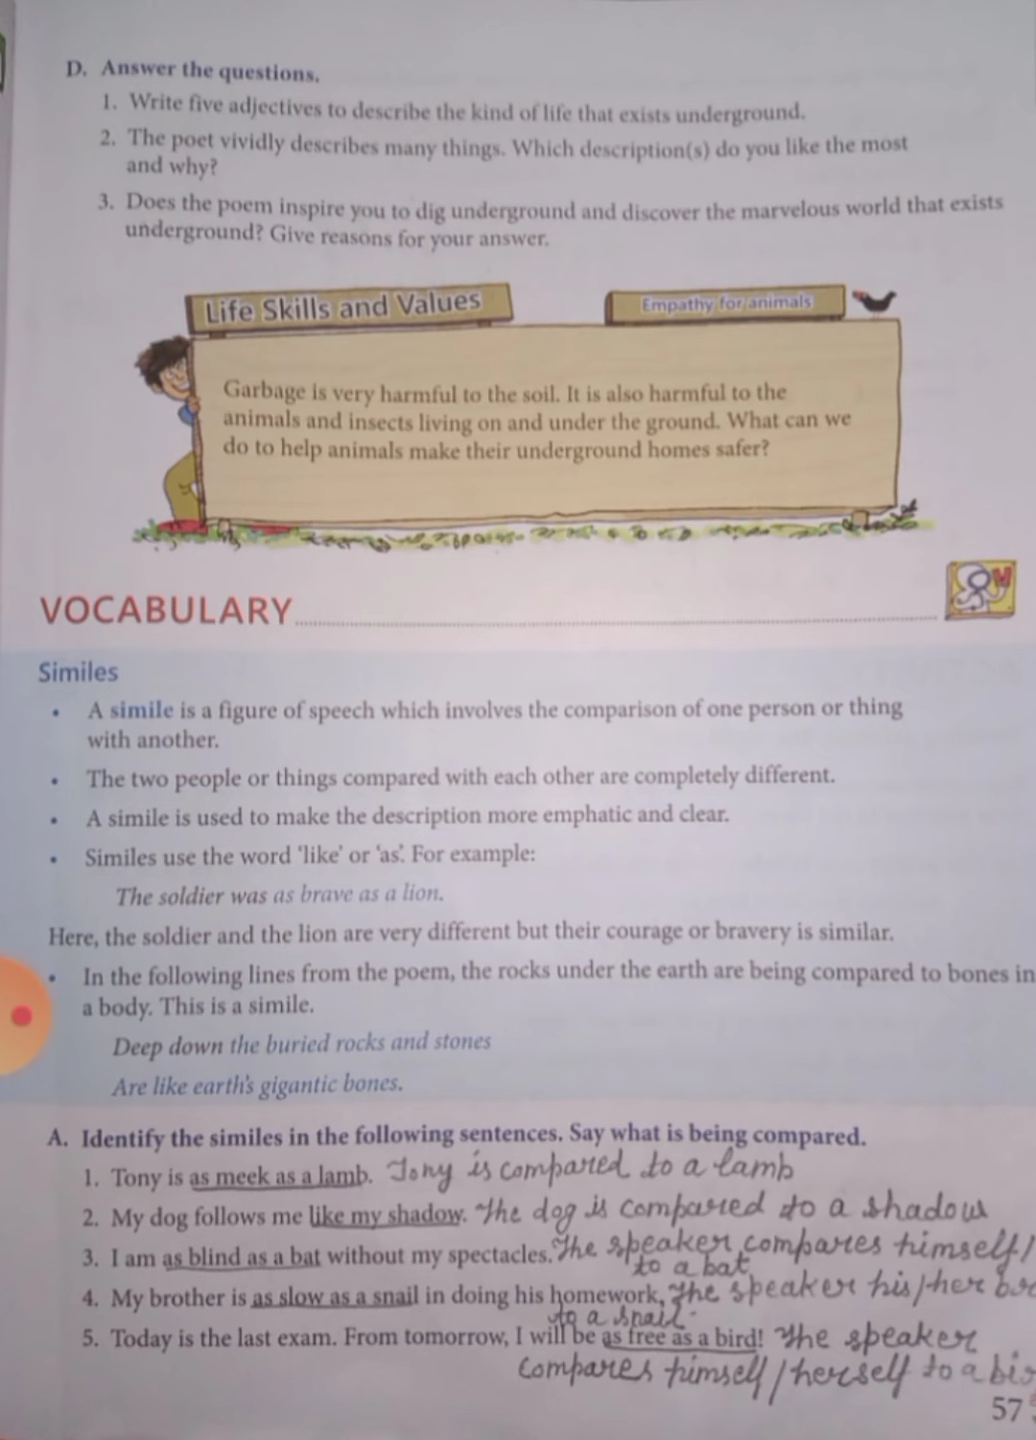 D. Answer the questions.
1. Write five adjectives to describe the kind of life that exists underground.
2. The poet vividly describes many things. Which description(s) do you like the most
and why?
3. Does the poem inspire you to dig underground and discover the marvelous world that exists
underground? Give reasons for your answer.
Life Skills and Values
Empathy for animals
Garbage is very harmful to the soil. It is also harmful to the
animals and insects living on and under the ground. What can we
do to help animals make their underground homes safer?
VOCABULARY
Similes
• A simile is a figure of speech which involves the comparison of one person or thing
with another.
• The two people or things compared with each other are completely different.
• A simile is used to make the description more emphatic and clear.
• Similes use the word 'like' or 'as'. For example:
The soldier was as brave as a lion.
Here, the soldier and the lion are very different but their courage or bravery is similar.
• In the following lines from the poem, the rocks under the earth are being compared to bones in
a body. This is a simile.
Deep down the buried rocks and stones
Are like earth's gigantic bones.
A. Identify the similes in the following sentences. Say what is being compared.
1. Tony is as meek as a lamb. Tony is compared to a lamb
2. My dog follows me like my shadow. The dog is compared to a shadow
3. I am as blind as a bat without my spectacles. The speaker compares himself/
to a bat
4. My brother is as slow as a snail in doing his homework. The speaker his/her
to a snail.
5. Today is the last exam. From tomorrow, I will be as free as a bird! The speaker
compares himself/herself to a
57